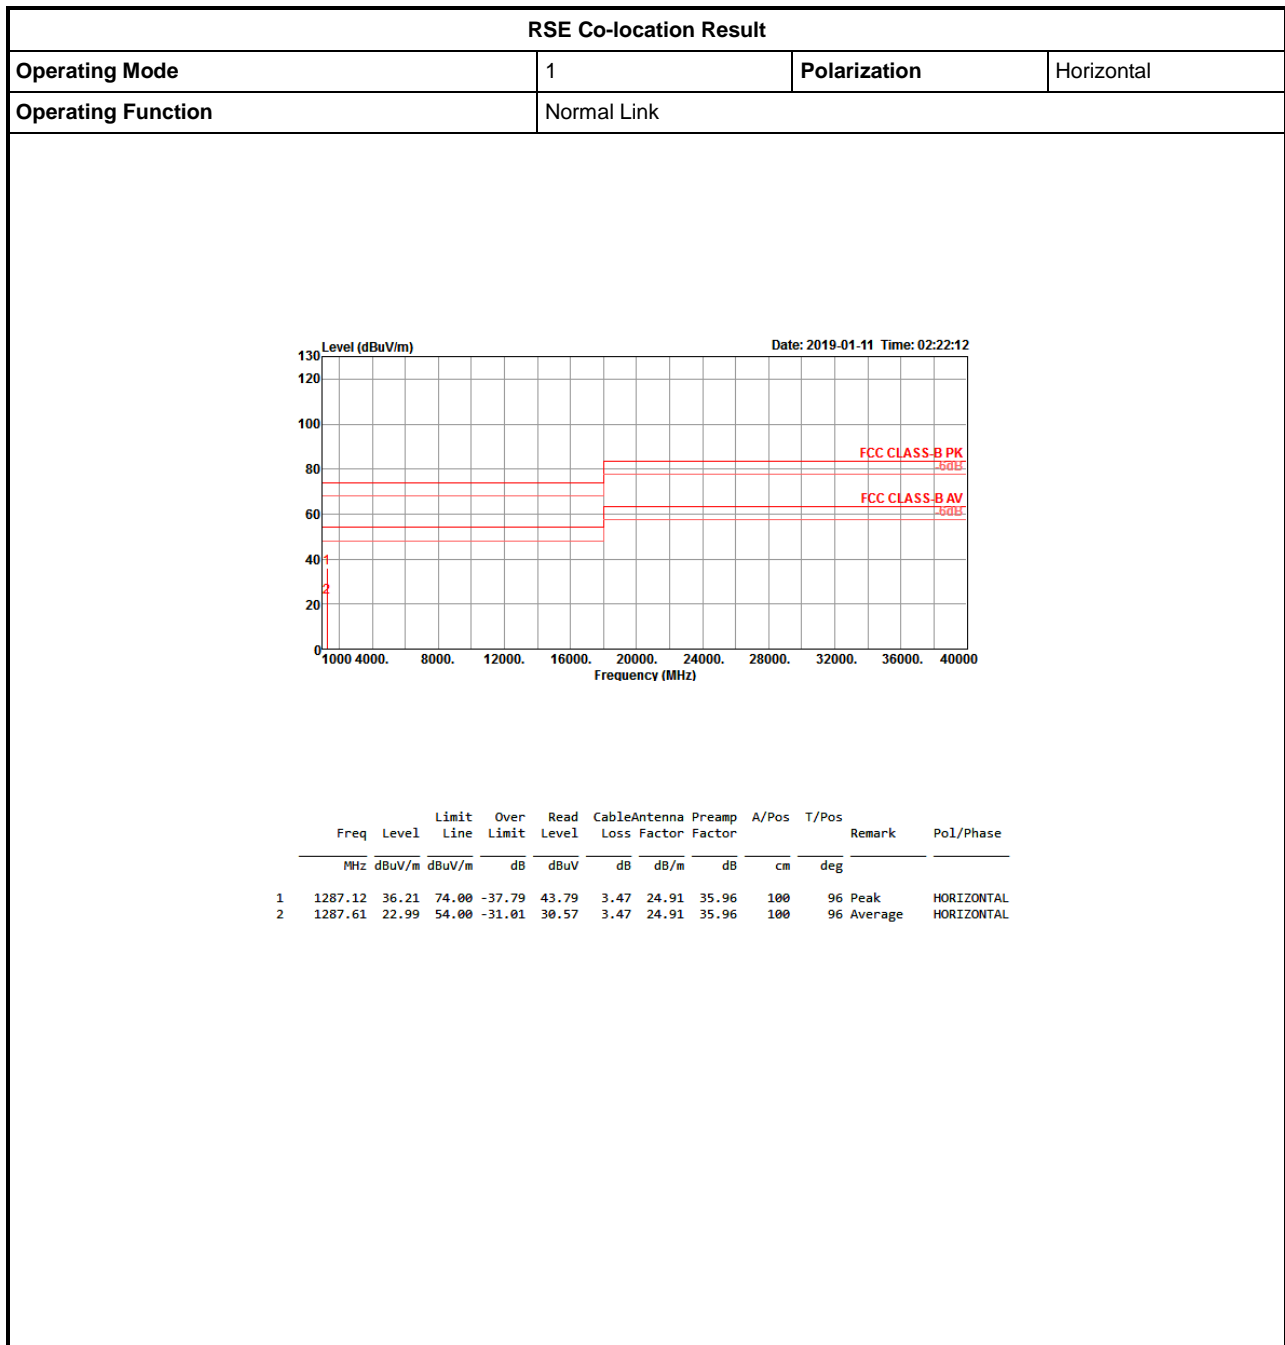 RSE Co-location Result
Operating Mode 1 Polarization Horizontal
Operating Function Normal Link
Level (dBuV/m) Date: 2019-01-11 Time: 02:22:12
130
120
100
FCC CLASS-B PK
80 -6dB
FCC CLASS-B AV
60 -6dB
40 1
2
20
0
1000 4000. 8000. 12000. 16000. 20000. 24000. 28000. 32000. 36000. 40000
Frequency (MHz)
Limit Over Read CableAntenna Preamp A/Pos T/Pos
Freq Level Line Limit Level Loss Factor Factor Remark Pol/Phase
MHz dBuV/m dBuV/m dB dBuV dB dB/m dB cm deg
1 1287.12 36.21 74.00 -37.79 43.79 3.47 24.91 35.96 100 96 Peak HORIZONTAL
2 1287.61 22.99 54.00 -31.01 30.57 3.47 24.91 35.96 100 96 Average HORIZONTAL